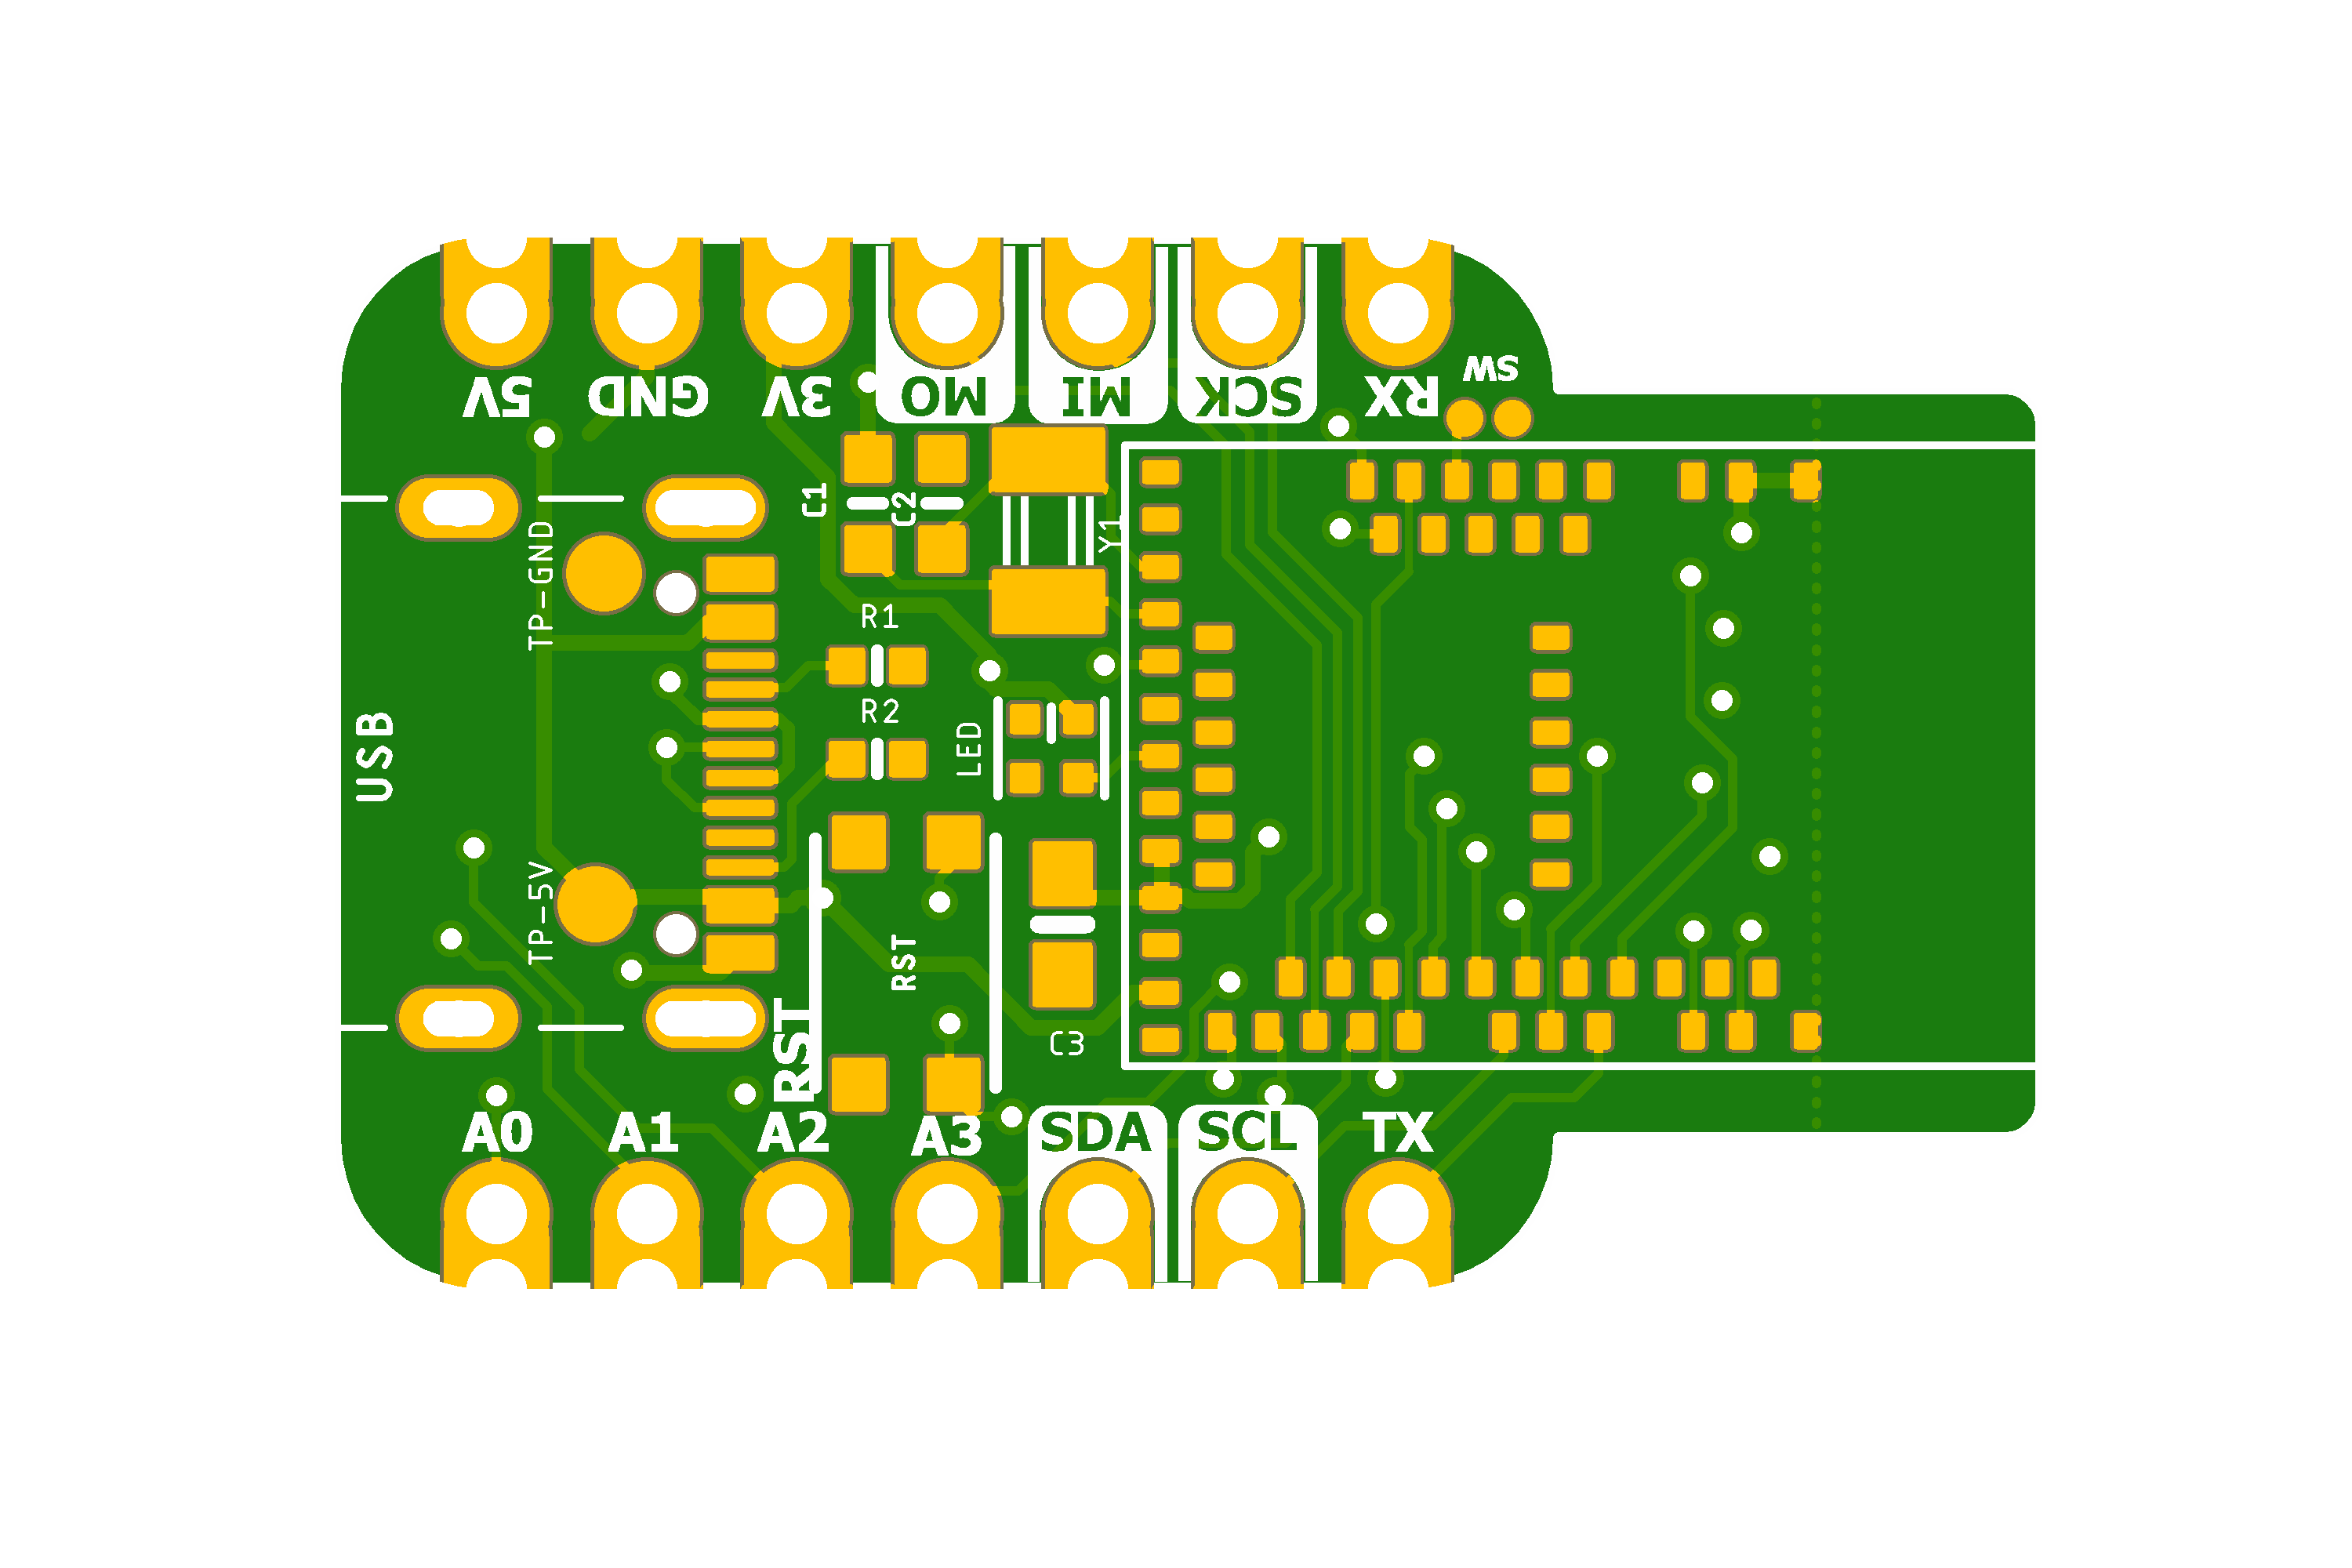 5V
GND
3V
MO
MI
SCK
RX
SW
C1
C2
Y1
TP-GND
R1
R2
LED
USB
TP-5V
RST
RST
C3
A0
A1
A2
A3
SDA
SCL
TX